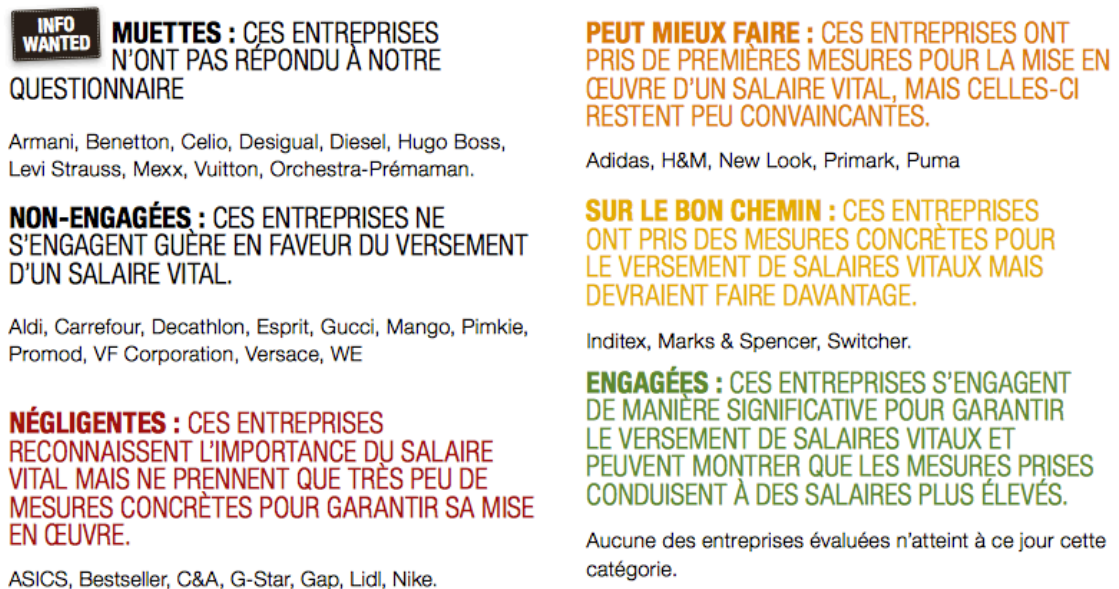 INFO
WANTED
MUETTES : CES ENTREPRISES
N'ONT PAS RÉPONDU À NOTRE
QUESTIONNAIRE
Armani, Benetton, Celio, Desigual, Diesel, Hugo Boss,
Levi Strauss, Mexx, Vuitton, Orchestra-Prémaman.
NON-ENGAGÉES : CES ENTREPRISES NE
S'ENGAGENT GUÈRE EN FAVEUR DU VERSEMENT
D'UN SALAIRE VITAL.
Aldi, Carrefour, Decathlon, Esprit, Gucci, Mango, Pimkie,
Promod, VF Corporation, Versace, WE
NÉGLIGENTES : CES ENTREPRISES
RECONNAISSENT L'IMPORTANCE DU SALAIRE
VITAL MAIS NE PRENNENT QUE TRÈS PEU DE
MESURES CONCRÈTES POUR GARANTIR SA MISE
EN ŒUVRE.
ASICS, Bestseller, C&A, G-Star, Gap, Lidl, Nike.
PEUT MIEUX FAIRE : CES ENTREPRISES ONT
PRIS DE PREMIÈRES MESURES POUR LA MISE EN
ŒUVRE D'UN SALAIRE VITAL, MAIS CELLES-CI
RESTENT PEU CONVAINCANTES.
Adidas, H&M, New Look, Primark, Puma
SUR LE BON CHEMIN : CES ENTREPRISES
ONT PRIS DES MESURES CONCRÈTES POUR
LE VERSEMENT DE SALAIRES VITAUX MAIS
DEVRAIENT FAIRE DAVANTAGE.
Inditex, Marks & Spencer, Switcher.
ENGAGÉES : CES ENTREPRISES S'ENGAGENT
DE MANIÈRE SIGNIFICATIVE POUR GARANTIR
LE VERSEMENT DE SALAIRES VITAUX ET
PEUVENT MONTRER QUE LES MESURES PRISES
CONDUISENT À DES SALAIRES PLUS ÉLEVÉS.
Aucune des entreprises évaluées n'atteint à ce jour cette
catégorie.